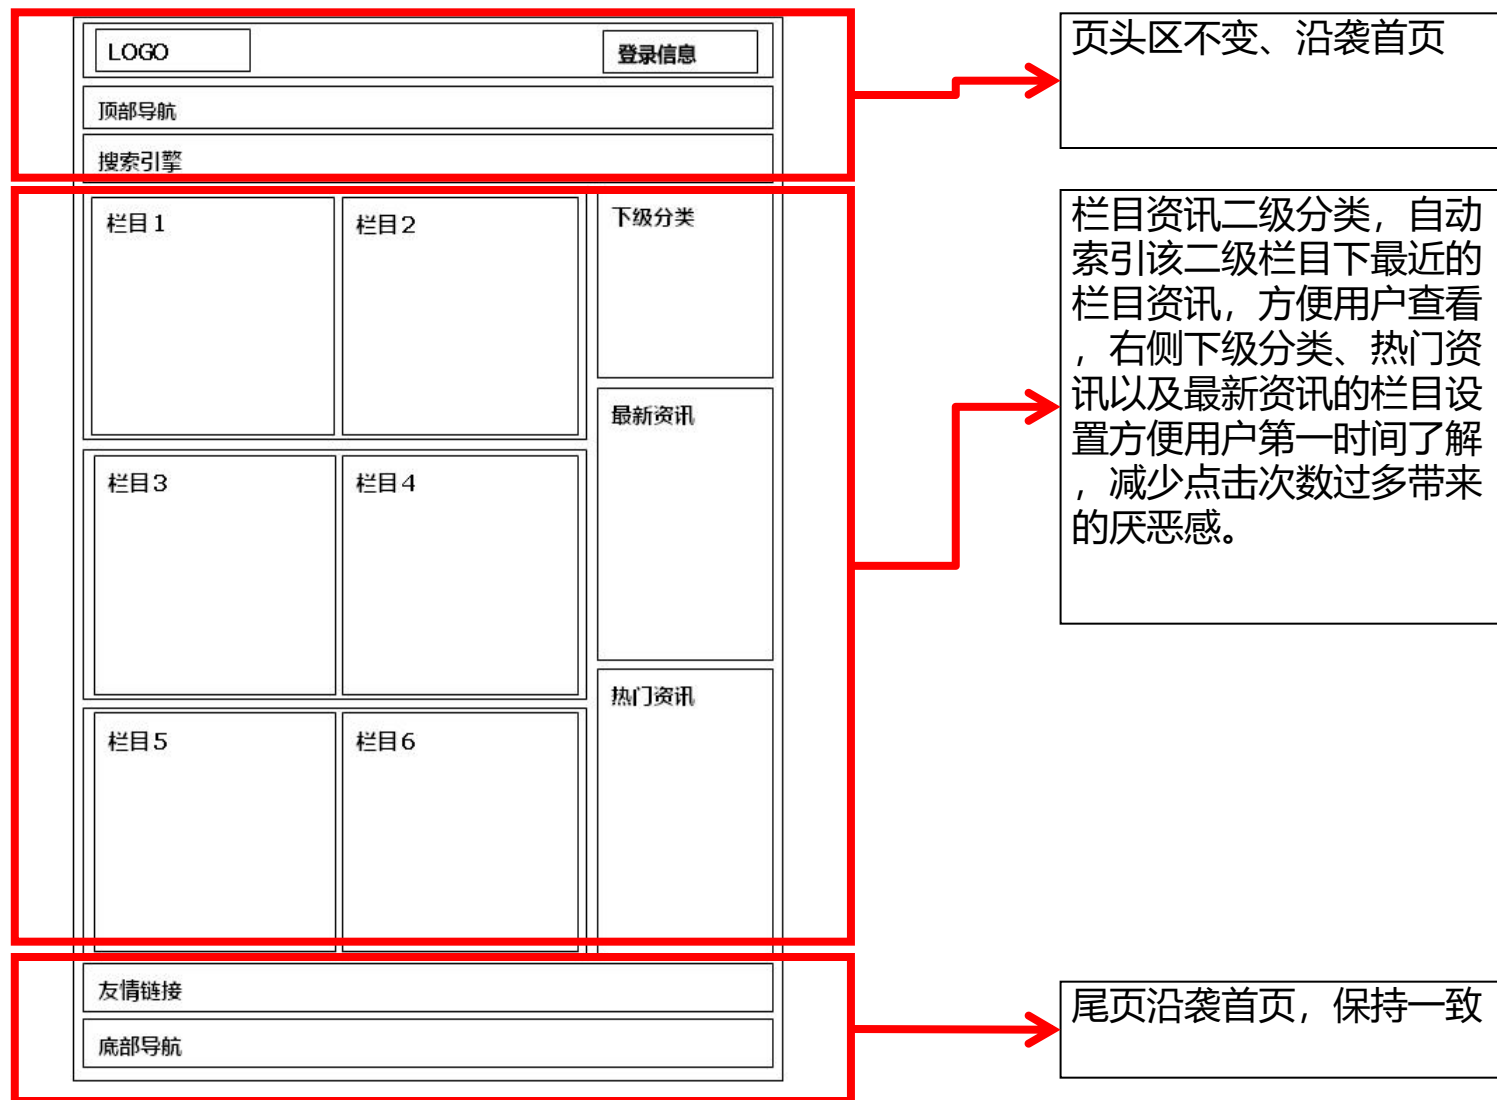 LOGO
登录信息
顶部导航
搜索引擎
栏目1
栏目2
下级分类
最新资讯
栏目3
栏目4
热门资讯
栏目5
栏目6
友情链接
底部导航
页头区不变、沿袭首页
栏目资讯二级分类，自动
索引该二级栏目下最近的
栏目资讯，方便用户查看
，右侧下级分类、热门资
讯以及最新资讯的栏目设
置方便用户第一时间了解
，减少点击次数过多带来
的厌恶感。
尾页沿袭首页，保持一致